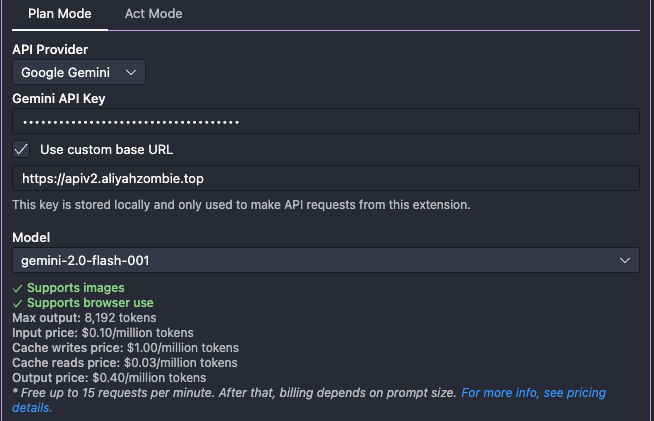 Plan Mode Act Mode
API Provider
Google Gemini
Gemini API Key
••••••••••••••••••••••••••••••••••••
Use custom base URL
https://apiv2.aliyahzombie.top
This key is stored locally and only used to make API requests from this extension.
Model
gemini-2.0-flash-001
✓ Supports images
✓ Supports browser use
Max output: 8,192 tokens
Input price: $0.10/million tokens
Cache writes price: $1.00/million tokens
Cache reads price: $0.03/million tokens
Output price: $0.40/million tokens
* Free up to 15 requests per minute. After that, billing depends on prompt size. For more info, see pricing
details.